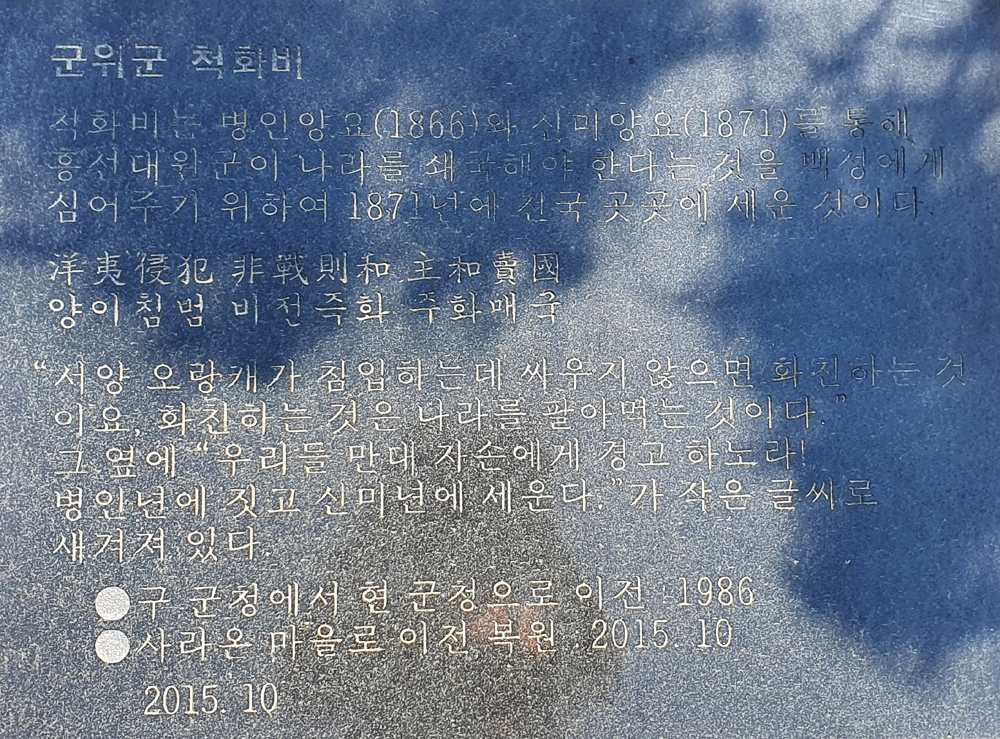 군위군 척화비
척화비는 병인양요(1866)와 신미양요(1871)를 통해
흥선대원군이 나라를 쇄국해야 한다는 것을 백성에게
심어주기 위하여 1871년에 전국 곳곳에 세운 것이다.
洋夷侵犯 非戰則和 主和賣國
양이침범 비전즉화 주화매국
“서양 오랑캐가 침입하는데 싸우지 않으면 화친하는 것
이요, 화친하는 것은 나라를 팔아먹는 것이다.”
그 옆에 “우리들 만대 자손에게 경고 하노라!
병안년에 짓고 신미년에 세운다.”가 작은 글씨로
새겨져 있다.
●구 군청에서 현 군청으로 이전 : 1986
●사라온 마을로 이전 복원 : 2015. 10
2015. 10